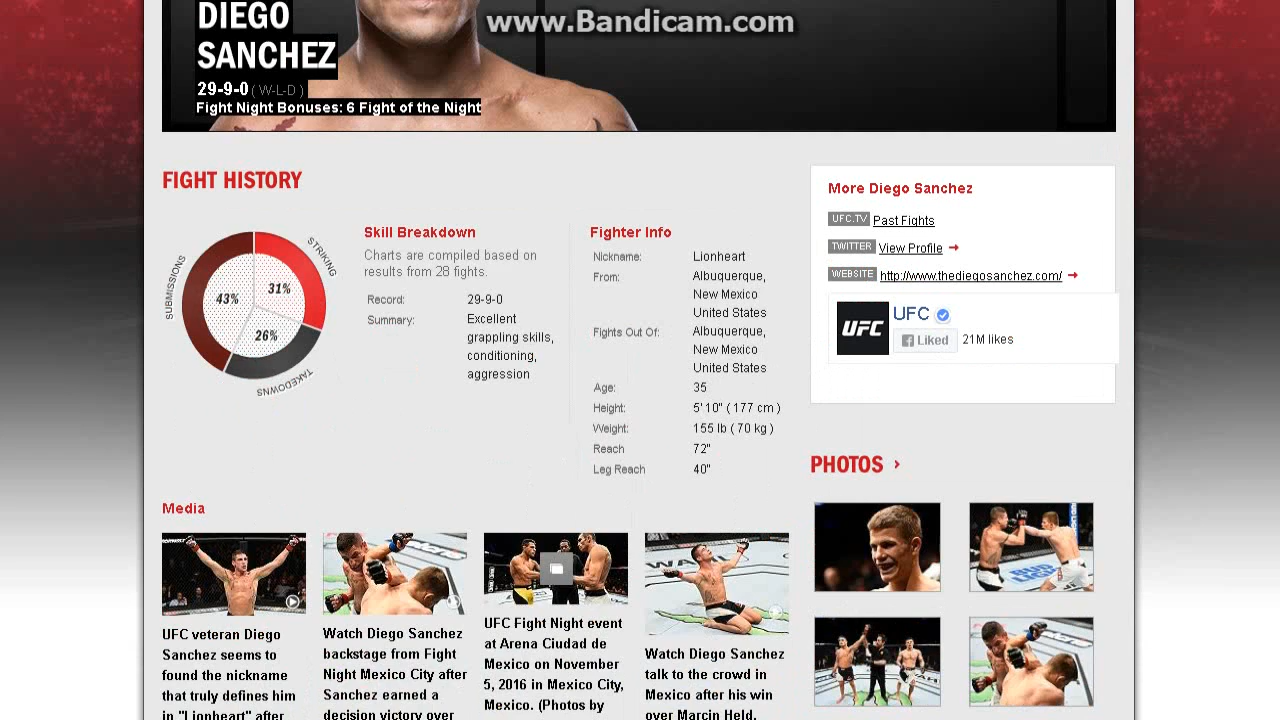 www.Bandicam.com
DIEGO
SANCHEZ
29-9-0 ( W-L-D )
Fight Night Bonuses: 6 Fight of the Night
FIGHT HISTORY
STRIKING
SUBMISSIONS
TAKEDOWNS
43%
31%
26%
Skill Breakdown
Charts are compiled based on
results from 28 fights.
Record: 29-9-0
Summary: Excellent
grappling skills,
conditioning,
aggression
Fighter Info
Nickname: Lionheart
From: Albuquerque,
New Mexico
United States
Fights Out Of: Albuquerque,
New Mexico
United States
Age: 35
Height: 5' 10" ( 177 cm )
Weight: 155 lb ( 70 kg )
Reach 72"
Leg Reach 40"
More Diego Sanchez
UFC.TV Past Fights
TWITTER View Profile
WEBSITE http://www.thediegosanchez.com/
UFC
UFC
Liked 21M likes
PHOTOS
Media
UFC veteran Diego
Sanchez seems to
found the nickname
that truly defines him
in "Lionheart" after
Watch Diego Sanchez
backstage from Fight
Night Mexico City after
Sanchez earned a
decision victory over
UFC Fight Night event
at Arena Ciudad de
Mexico on November
5, 2016 in Mexico City,
Mexico. (Photos by
Watch Diego Sanchez
talk to the crowd in
Mexico after his win
over Marcin Held.